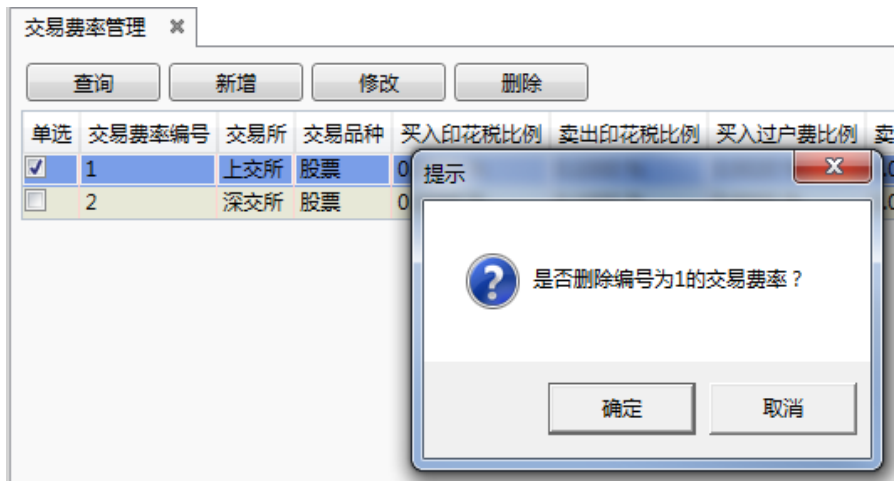 交易费率管理
查询 新增 修改 删除
单选 交易费率编号 交易所 交易品种 买入印花税比例 卖出印花税比例 买入过户费比例
1 上交所 股票
2 深交所 股票
提示
是否删除编号为1的交易费率？
确定 取消